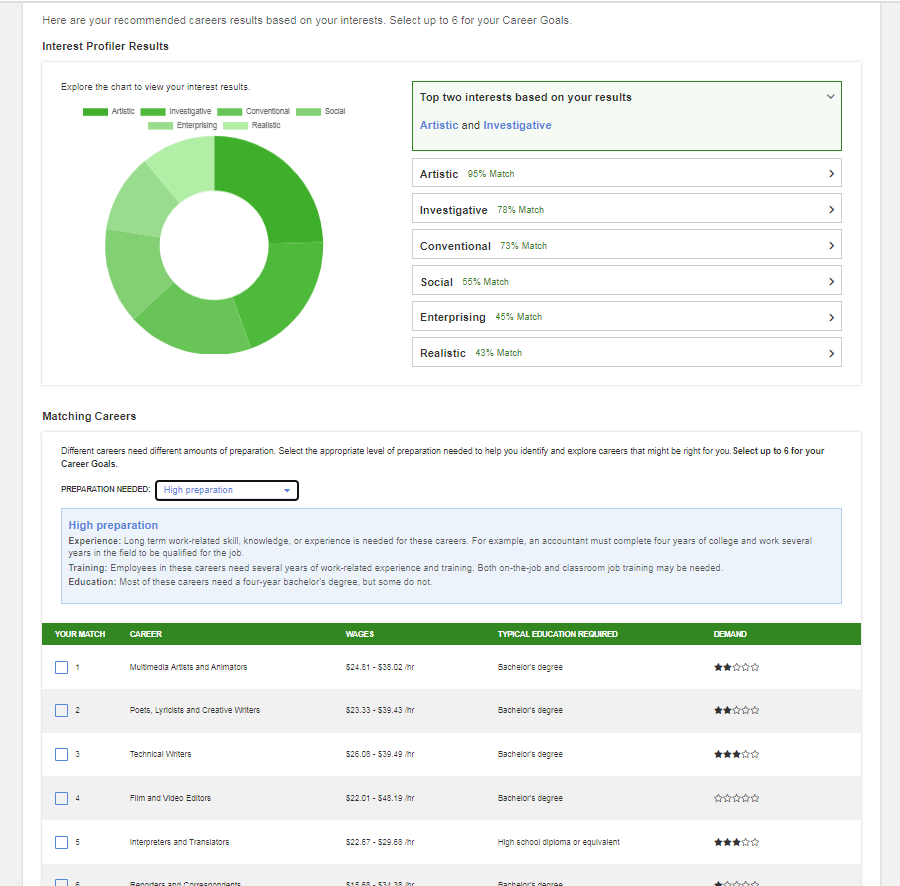 Here are your recommended careers results based on your interests. Select up to 6 for your Career Goals.
Interest Profiler Results
Explore the chart to view your interest results.
Artistic Investigative Conventional Social
Enterprising Realistic
Top two interests based on your results
Artistic and Investigative
Artistic 95% Match
Investigative 78% Match
Conventional 73% Match
Social 55% Match
Enterprising 45% Match
Realistic 43% Match
Matching Careers
Different careers need different amounts of preparation. Select the appropriate level of preparation needed to help you identify and explore careers that might be right for you. Select up to 6 for your
Career Goals.
PREPARATION NEEDED: High preparation
High preparation
Experience: Long term work-related skill, knowledge, or experience is needed for these careers. For example, an accountant must complete four years of college and work several
years in the field to be qualified for the job.
Training: Employees in these careers need several years of work-related experience and training. Both on-the-job and classroom job training may be needed.
Education: Most of these careers need a four-year bachelor's degree, but some do not.
YOUR MATCH CAREER WAGES TYPICAL EDUCATION REQUIRED DEMAND
1 Multimedia Artists and Animators $24.81 - $38.02 /hr Bachelor's degree ★★☆☆☆
2 Poets, Lyricists and Creative Writers $23.33 - $39.43 /hr Bachelor's degree ★★☆☆☆
3 Technical Writers $26.08 - $39.49 /hr Bachelor's degree ★★★☆☆
4 Film and Video Editors $22.01 - $48.19 /hr Bachelor's degree ☆☆☆☆☆
5 Interpreters and Translators $22.67 - $29.68 /hr High school diploma or equivalent ★★★☆☆
6 Reporters and Correspondents $15.68 - $34.38 /hr Bachelor's degree ★☆☆☆☆